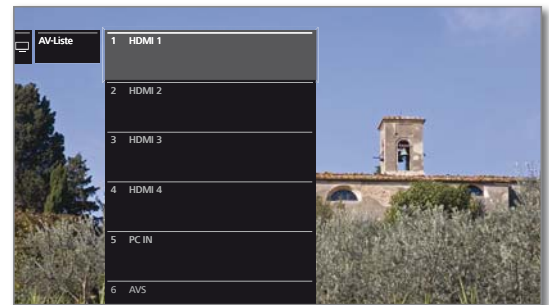 AV-Liste
1 HDMI 1
2 HDMI 2
3 HDMI 3
4 HDMI 4
5 PC IN
6 AVS